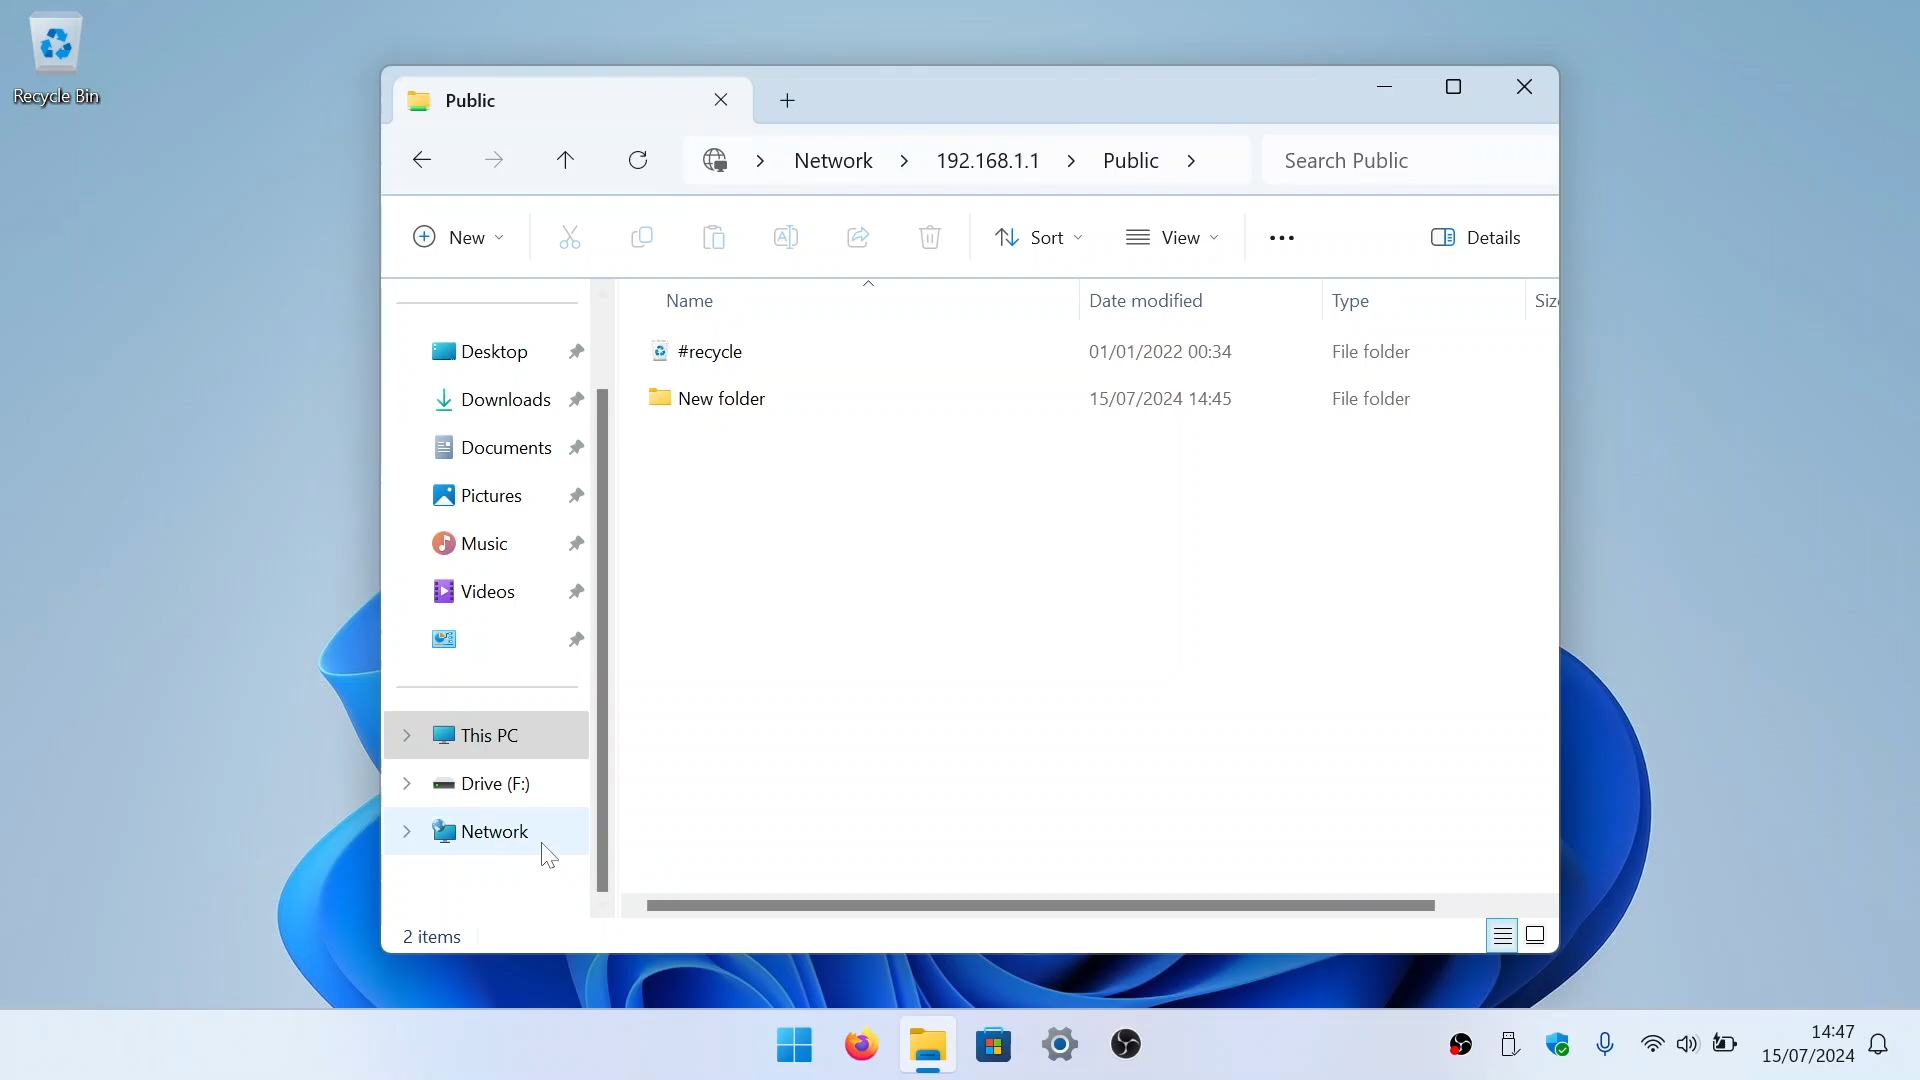 Recycle Bin
Public
Network
192.168.1.1
Public
Search Public
New
Sort
View
Details
Name
Date modified
Type
Siz
#recycle
01/01/2022 00:34
File folder
New folder
15/07/2024 14:45
File folder
Desktop
Downloads
Documents
Pictures
Music
Videos
This PC
Drive (F:)
Network
2 items
14:47
15/07/2024